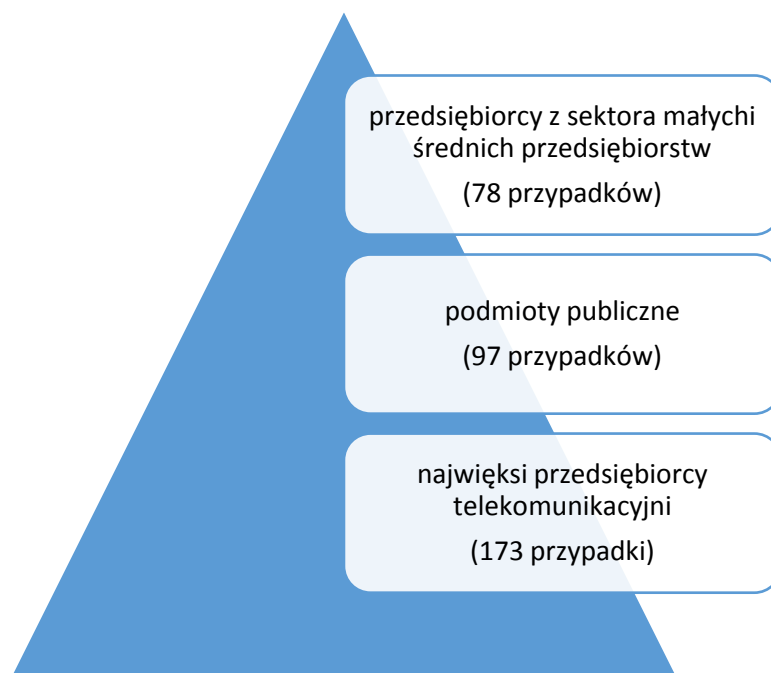 przedsiębiorcy z sektora małychi
średnich przedsiębiorstw
(78 przypadków)
podmioty publiczne
(97 przypadków)
najwięksi przedsiębiorcy
telekomunikacyjni
(173 przypadki)